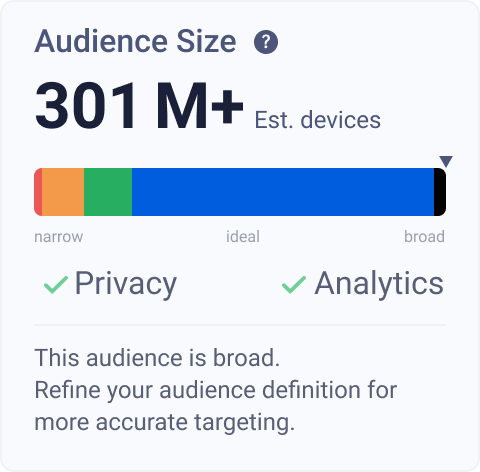 Audience Size ?
301 M+ Est. devices
narrow ideal broad
Privacy Analytics
This audience is broad.
Refine your audience definition for
more accurate targeting.